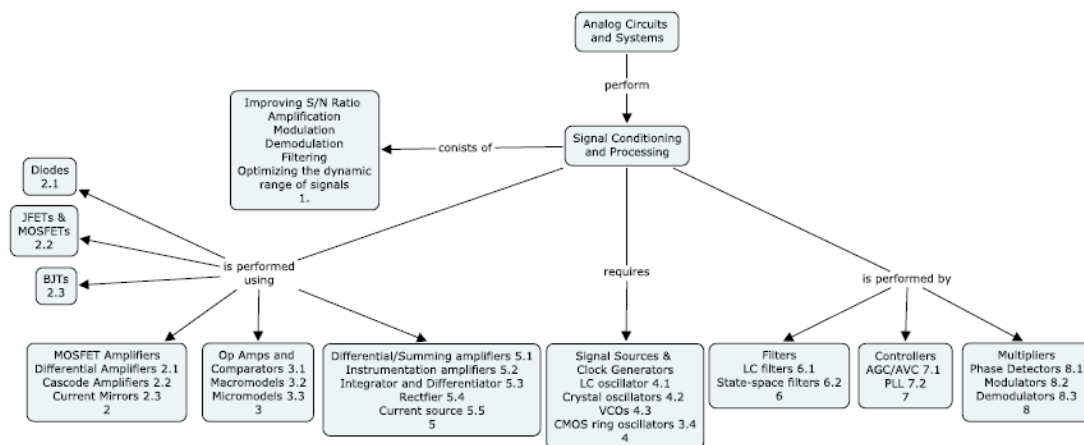 Analog Circuits
and Systems
perform
Improving S/N Ratio
Amplification
Modulation
Demodulation
Filtering
Optimizing the dynamic
range of signals
1.
conists of
Signal Conditioning
and Processing
Diodes
2.1
JFETs &
MOSFETs
2.2
BJTs
2.3
is performed
using
requires
is performed by
MOSFET Amplifiers
Differential Amplifiers 2.1
Cascode Amplifiers 2.2
Current Mirrors 2.3
2
Op Amps and
Comparators 3.1
Macromodels 3.2
Micromodels 3.3
3
Differential/Summing amplifiers 5.1
Instrumentation amplifiers 5.2
Integrator and Differentiator 5.3
Rectfier 5.4
Current source 5.5
5
Signal Sources &
Clock Generators
LC oscillator 4.1
Crystal oscillators 4.2
VCOs 4.3
CMOS ring oscillators 3.4
4
Filters
LC filters 6.1
State-space filters 6.2
6
Controllers
AGC/AVC 7.1
PLL 7.2
7
Multipliers
Phase Detectors 8.1
Modulators 8.2
Demodulators 8.3
8